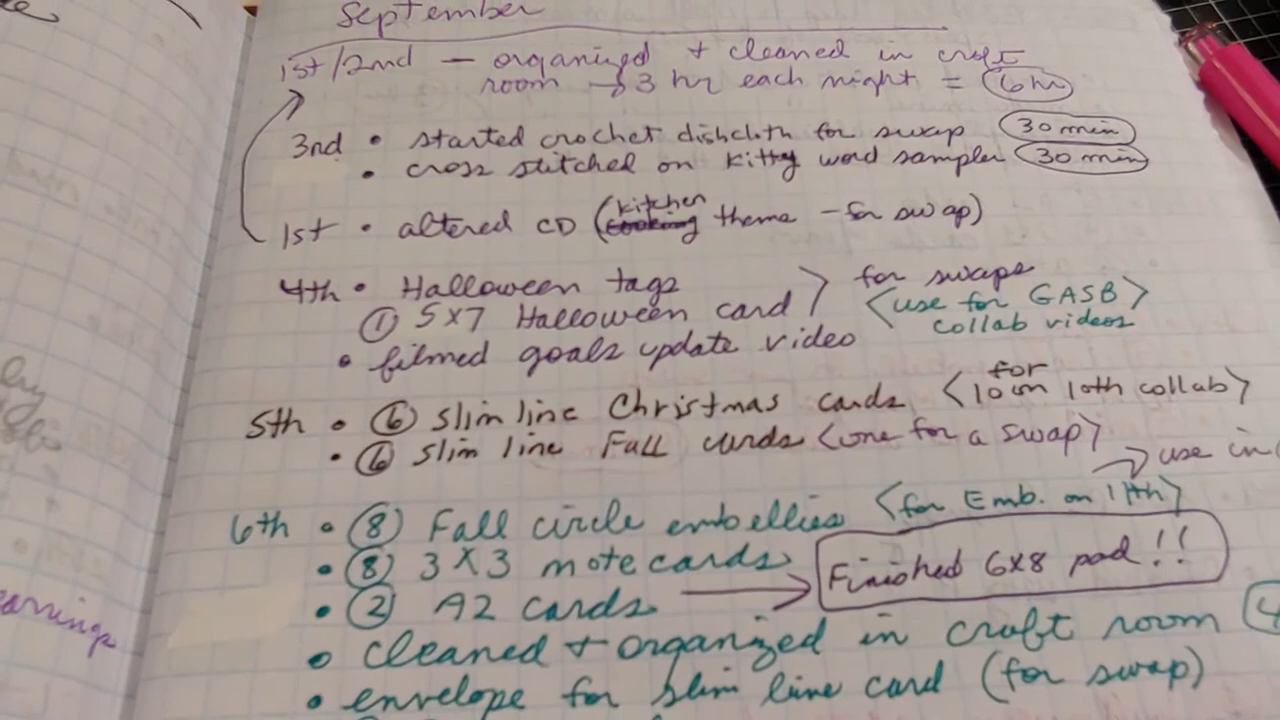 September
1st/2nd — organized + cleaned in craft
room → 3 hr each night = 6 hr
3rd • started crochet dishcloth for swap 30 min
• cross stitched on kitty word sampler 30 min
1st • altered CD (kitchen theme - for swap)
4th • Halloween tags
① 5x7 Halloween card } for swaps
<use for GASB>
collab videos
• filmed goals update video
5th • ⑥ slim line Christmas cards <for 10 on 10th collab>
• ⑥ slim line Fall cards <one for a swap>
→ use in
6th • ⑧ Fall circle embellies <for Emb. on 11th>
• ⑧ 3X3 note cards
• ② A2 cards → Finished 6X8 pad!!
• cleaned + organized in craft room 4
• envelope for slim line card (for swap)
earrings